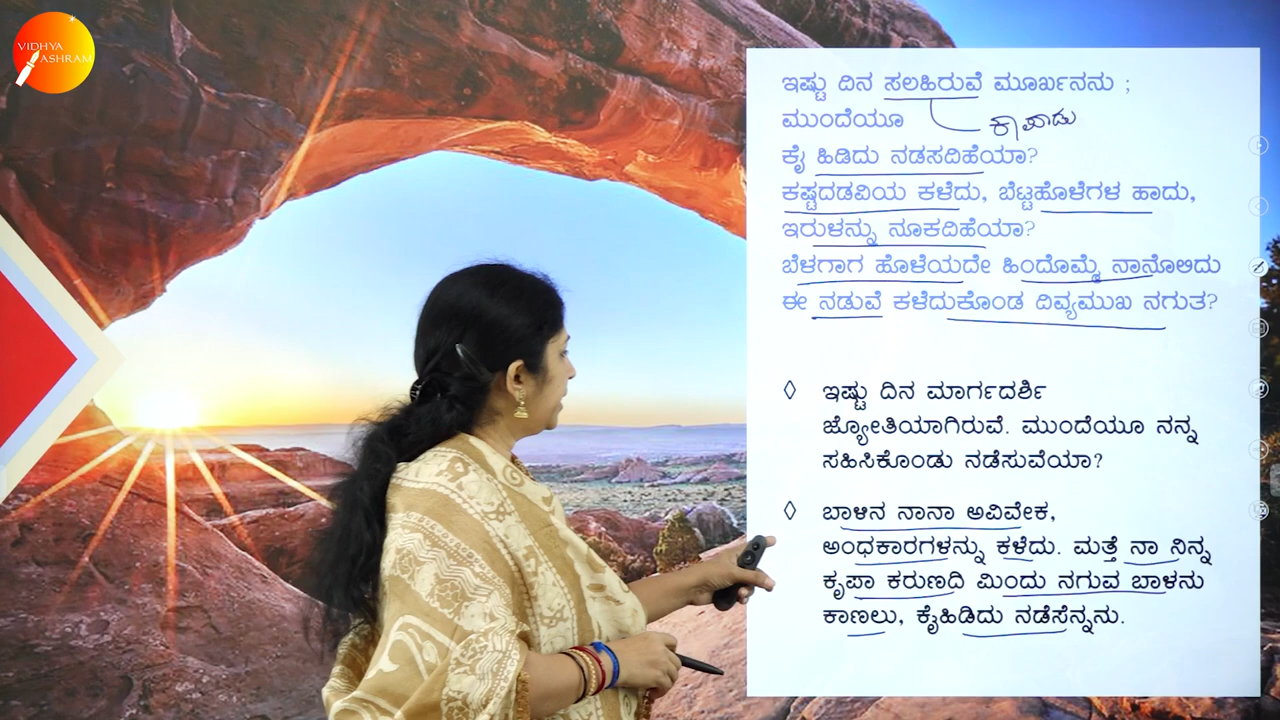 VIDHYA
ASHRAM
ಇಷ್ಟು ದಿನ ಸಲಹಿರುವೆ ಮೂರ್ಖನನು ;
ಮುಂದೆಯೂ
ಕಾಪಾಡು
ಕೈ ಹಿಡಿದು ನಡಸದಿಹೆಯಾ?
ಕಷ್ಟದಡವಿಯ ಕಳೆದು, ಬೆಟ್ಟಹೊಳೆಗಳ ಹಾದು,
ಇರುಳನ್ನು ನೂಕದಿಹೆಯಾ?
ಬೆಳಗಾಗ ಹೊಳೆಯದೇ ಹಿಂದೊಮ್ಮೆ ನಾನೊಲಿದು
ಈ ನಡುವೆ ಕಳೆದುಕೊಂಡ ದಿವ್ಯಮುಖ ನಗುತ?
◊ ಇಷ್ಟು ದಿನ ಮಾರ್ಗದರ್ಶಿ
ಜ್ಯೋತಿಯಾಗಿರುವೆ. ಮುಂದೆಯೂ ನನ್ನ
ಸಹಿಸಿಕೊಂಡು ನಡೆಸುವೆಯಾ?
◊ ಬಾಳಿನ ನಾನಾ ಅವಿವೇಕ,
ಅಂಧಕಾರಗಳನ್ನು ಕಳೆದು. ಮತ್ತೆ ನಾ ನಿನ್ನ
ಕೃಪಾ ಕರುಣದಿ ಮಿಂದು ನಗುವ ಬಾಳನು
ಕಾಣಲು, ಕೈಹಿಡಿದು ನಡೆಸೆನ್ನನು.